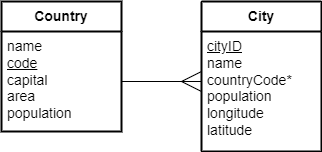 Country
name
code
capital
area
population
City
cityID
name
countryCode*
population
longitude
latitude